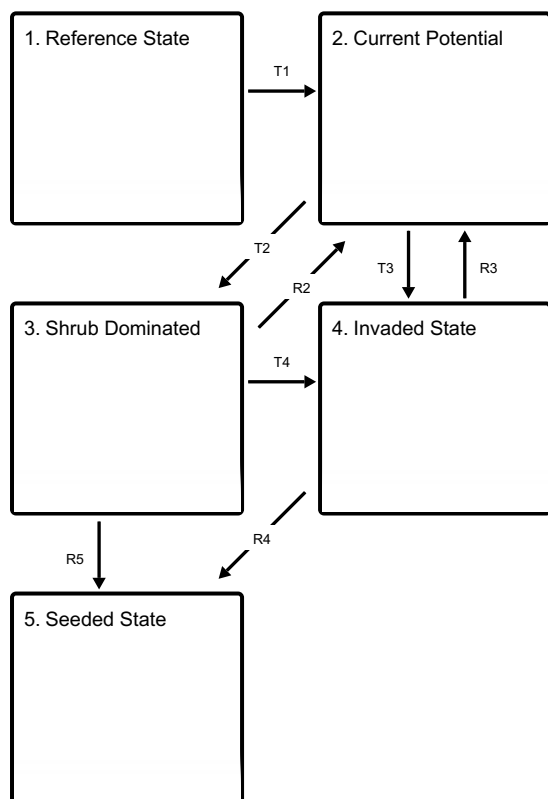 1. Reference State
T1
2. Current Potential
T2
R2
T3
R3
3. Shrub Dominated
T4
4. Invaded State
R5
R4
5. Seeded State